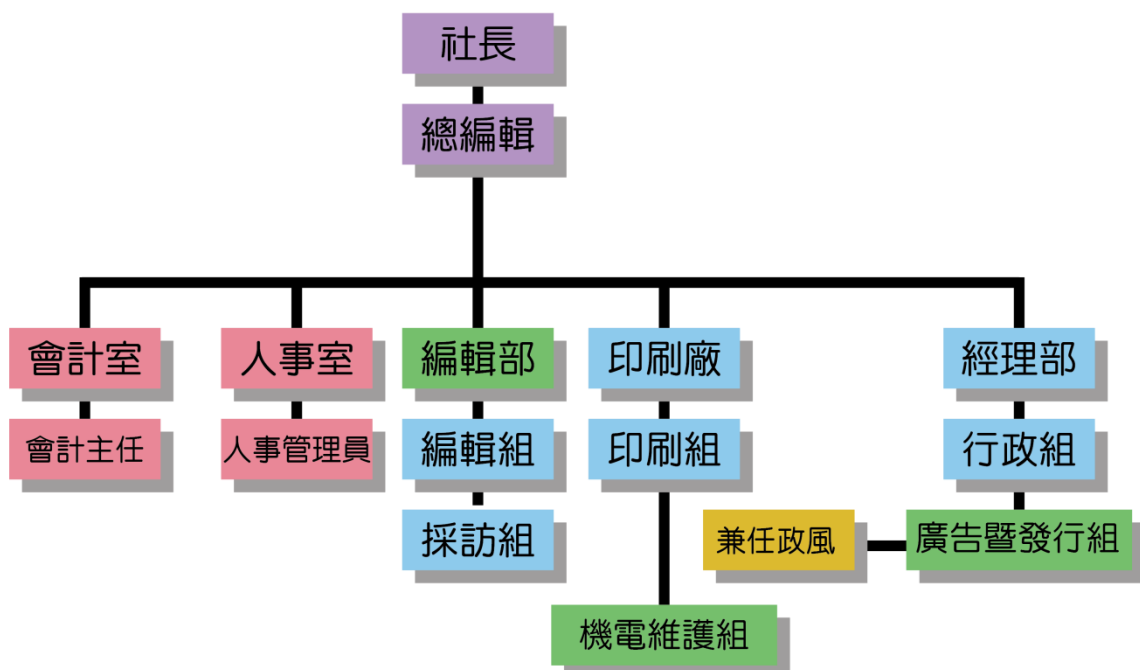 社長
總編輯
會計室
人事室
編輯部
印刷廠
經理部
會計主任
人事管理員
編輯組
印刷組
行政組
採訪組
兼任政風
廣告暨發行組
機電維護組